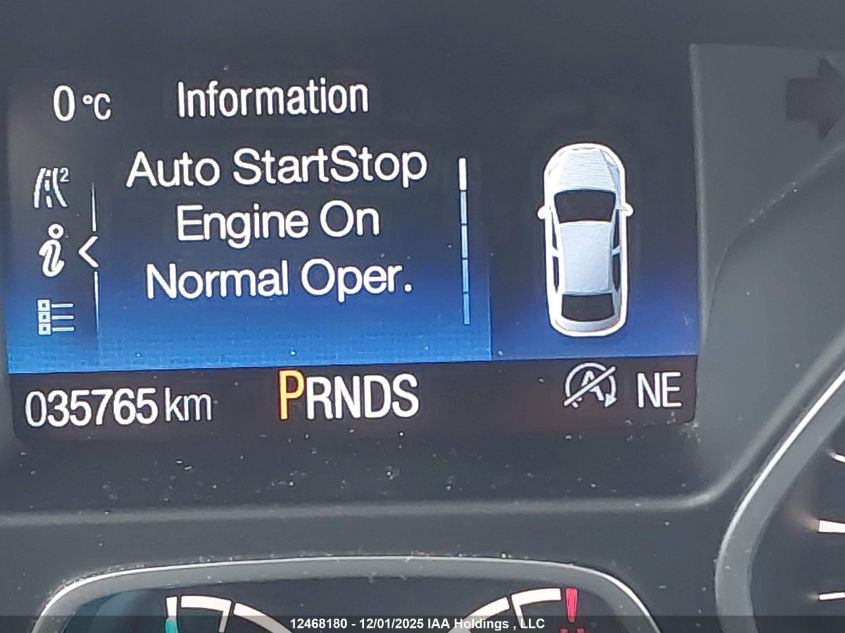 0 °C Information
Auto StartStop
Engine On
Normal Oper.
035765 km PRNDS A NE
12468180 - 12/01/2025 IAA Holdings , LLC